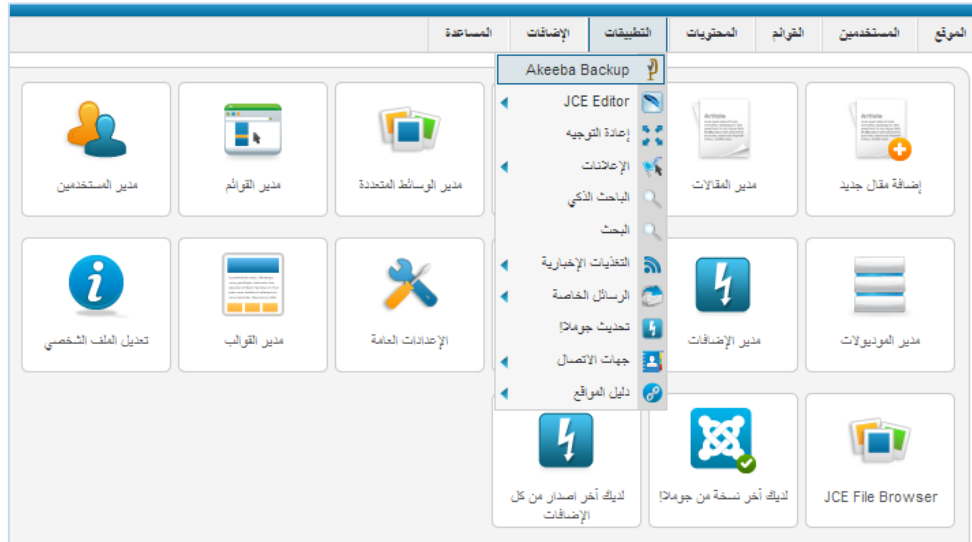 الموقع
المستخدمين
القوائم
المحتويات
التطبيقات
الإضافات
المساعدة
Akeeba Backup
JCE Editor
إعادة التوجيه
الإعلانات
الباحث الذكي
البحث
التغذيات الإخبارية
الرسائل الخاصة
تحديث جوملا!
جهات الاتصال
دليل المواقع
إضافة مقال جديد
مدير المقالات
مدير الوسائط المتعددة
مدير القوائم
مدير المستخدمين
مدير الموديولات
مدير الإضافات
الإعدادات العامة
مدير القوالب
تعديل الملف الشخصي
JCE File Browser
لديك آخر نسخة من جوملا!
لديك أخر اصدار من كل
الإضافات